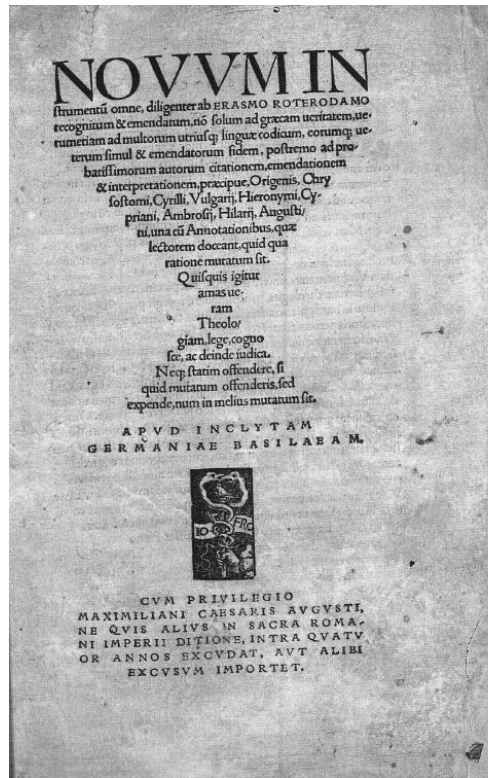 NOVVM IN
strumentū omne, diligenter ab ERASMO ROTERODAMO
recognitum & emendatum, nō solum ad græcam ueritatem, ue-
rumetiam ad multorum utriusq; linguæ codicum, eorumq; ue-
terum simul & emendatorum fidem, postremo ad pro-
batissimorum autorum citationem, emendationem
& interpretationem, præcipue, Origenis, Chry
sostomi, Cyrilli, Vulgarij, Hieronymi, Cy-
priani, Ambrosij, Hilarij, Augusti/
ni, una cū Annotationibus, quæ
lectorem doceant, quid qua
ratione mutatum sit.
Quisquis igitur
amas ue-
ram
Theolo/
giam, lege, cogno
sce, ac deinde iudica.
Neq; statim offendere, si
quid mutatum offenderis, sed
expende, num in melius mutatum sit.
APVD INCLYTAM
GERMANIAE BASILAEAM.
IO FRO
CVM PRIVILEGIO
MAXIMILIANI CAESARIS AVGVSTI,
NE QVIS ALIVS IN SACRA ROMA-
NI IMPERII DITIONE, INTRA QVATV
OR ANNOS EXCVDAT, AVT ALIBI
EXCVSVM IMPORTET.